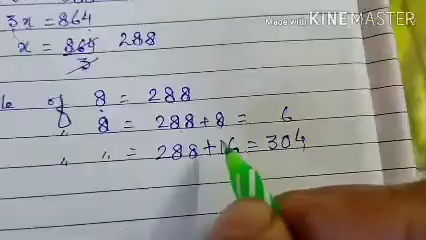 Made With KINEMASTER
3x = 864
x = 864 288
3
of 8 = 288
8 = 288+8 = 6
" " = 288+16 = 304